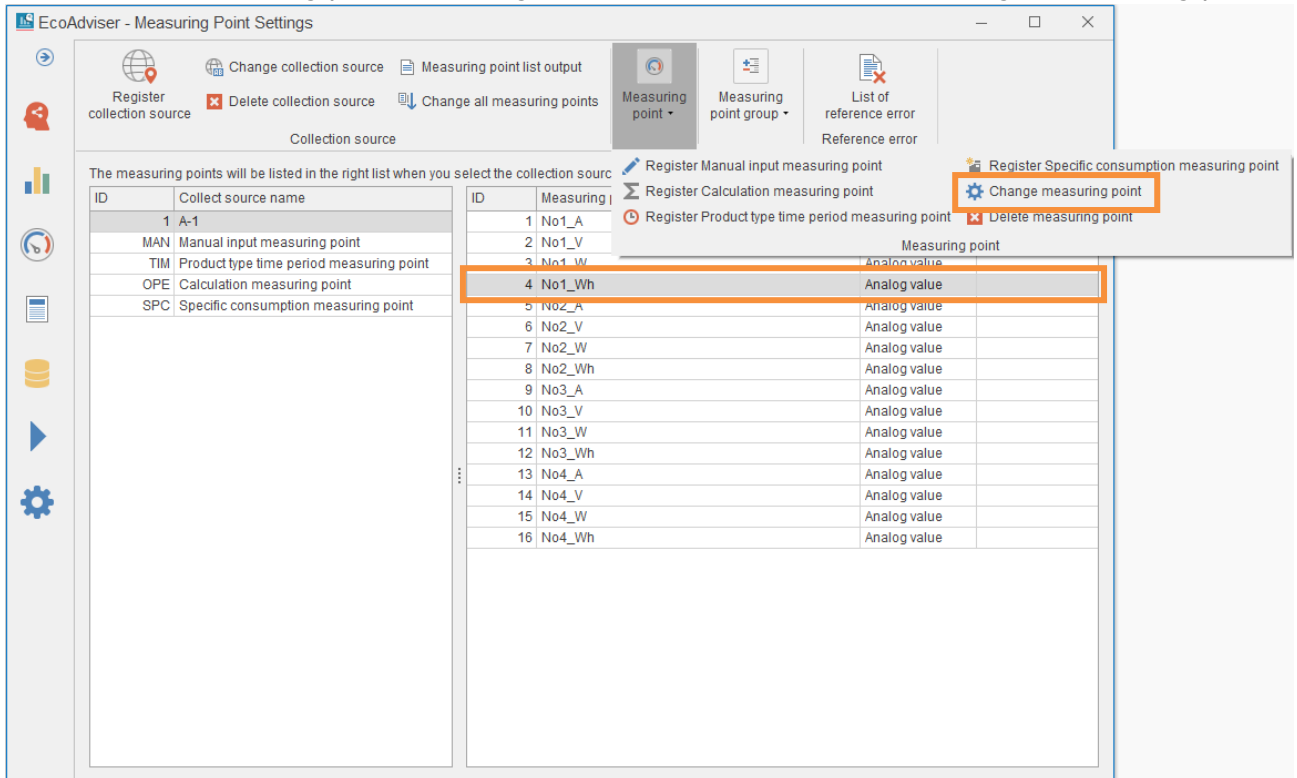 EcoAdviser - Measuring Point Settings
Register collection source
Change collection source
Measuring point list output
Delete collection source
Change all measuring points
Collection source
Measuring point
Measuring point group
List of reference error
Reference error
Register Manual input measuring point
Register Specific consumption measuring point
Register Calculation measuring point
Change measuring point
Register Product type time period measuring point
Delete measuring point
Measuring point
The measuring points will be listed in the right list when you select the collection sourc
ID Collect source name
1 A-1
MAN Manual input measuring point
TIM Product type time period measuring point
OPE Calculation measuring point
SPC Specific consumption measuring point
ID Measuring
1 No1_A
2 No1_V
3 No1_W Analog value
4 No1_Wh Analog value
5 No2_A Analog value
6 No2_V Analog value
7 No2_W Analog value
8 No2_Wh Analog value
9 No3_A Analog value
10 No3_V Analog value
11 No3_W Analog value
12 No3_Wh Analog value
13 No4_A Analog value
14 No4_V Analog value
15 No4_W Analog value
16 No4_Wh Analog value